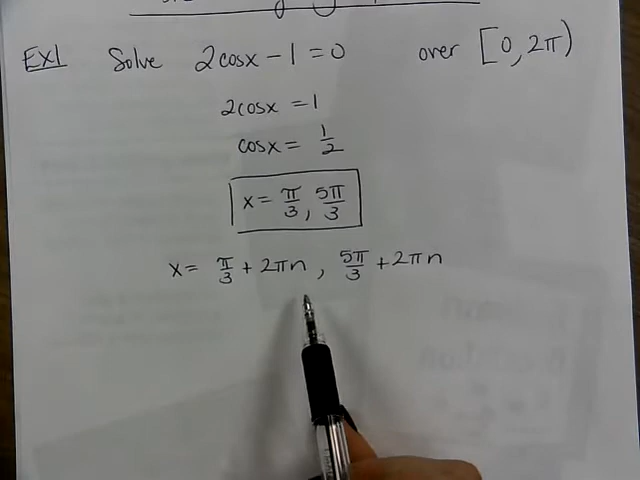 Ex1 Solve 2cosx - 1 = 0 over [0, 2π)
2cosx = 1
cosx = 1/2
x = π/3, 5π/3
x = π/3 + 2πn, 5π/3 + 2πn